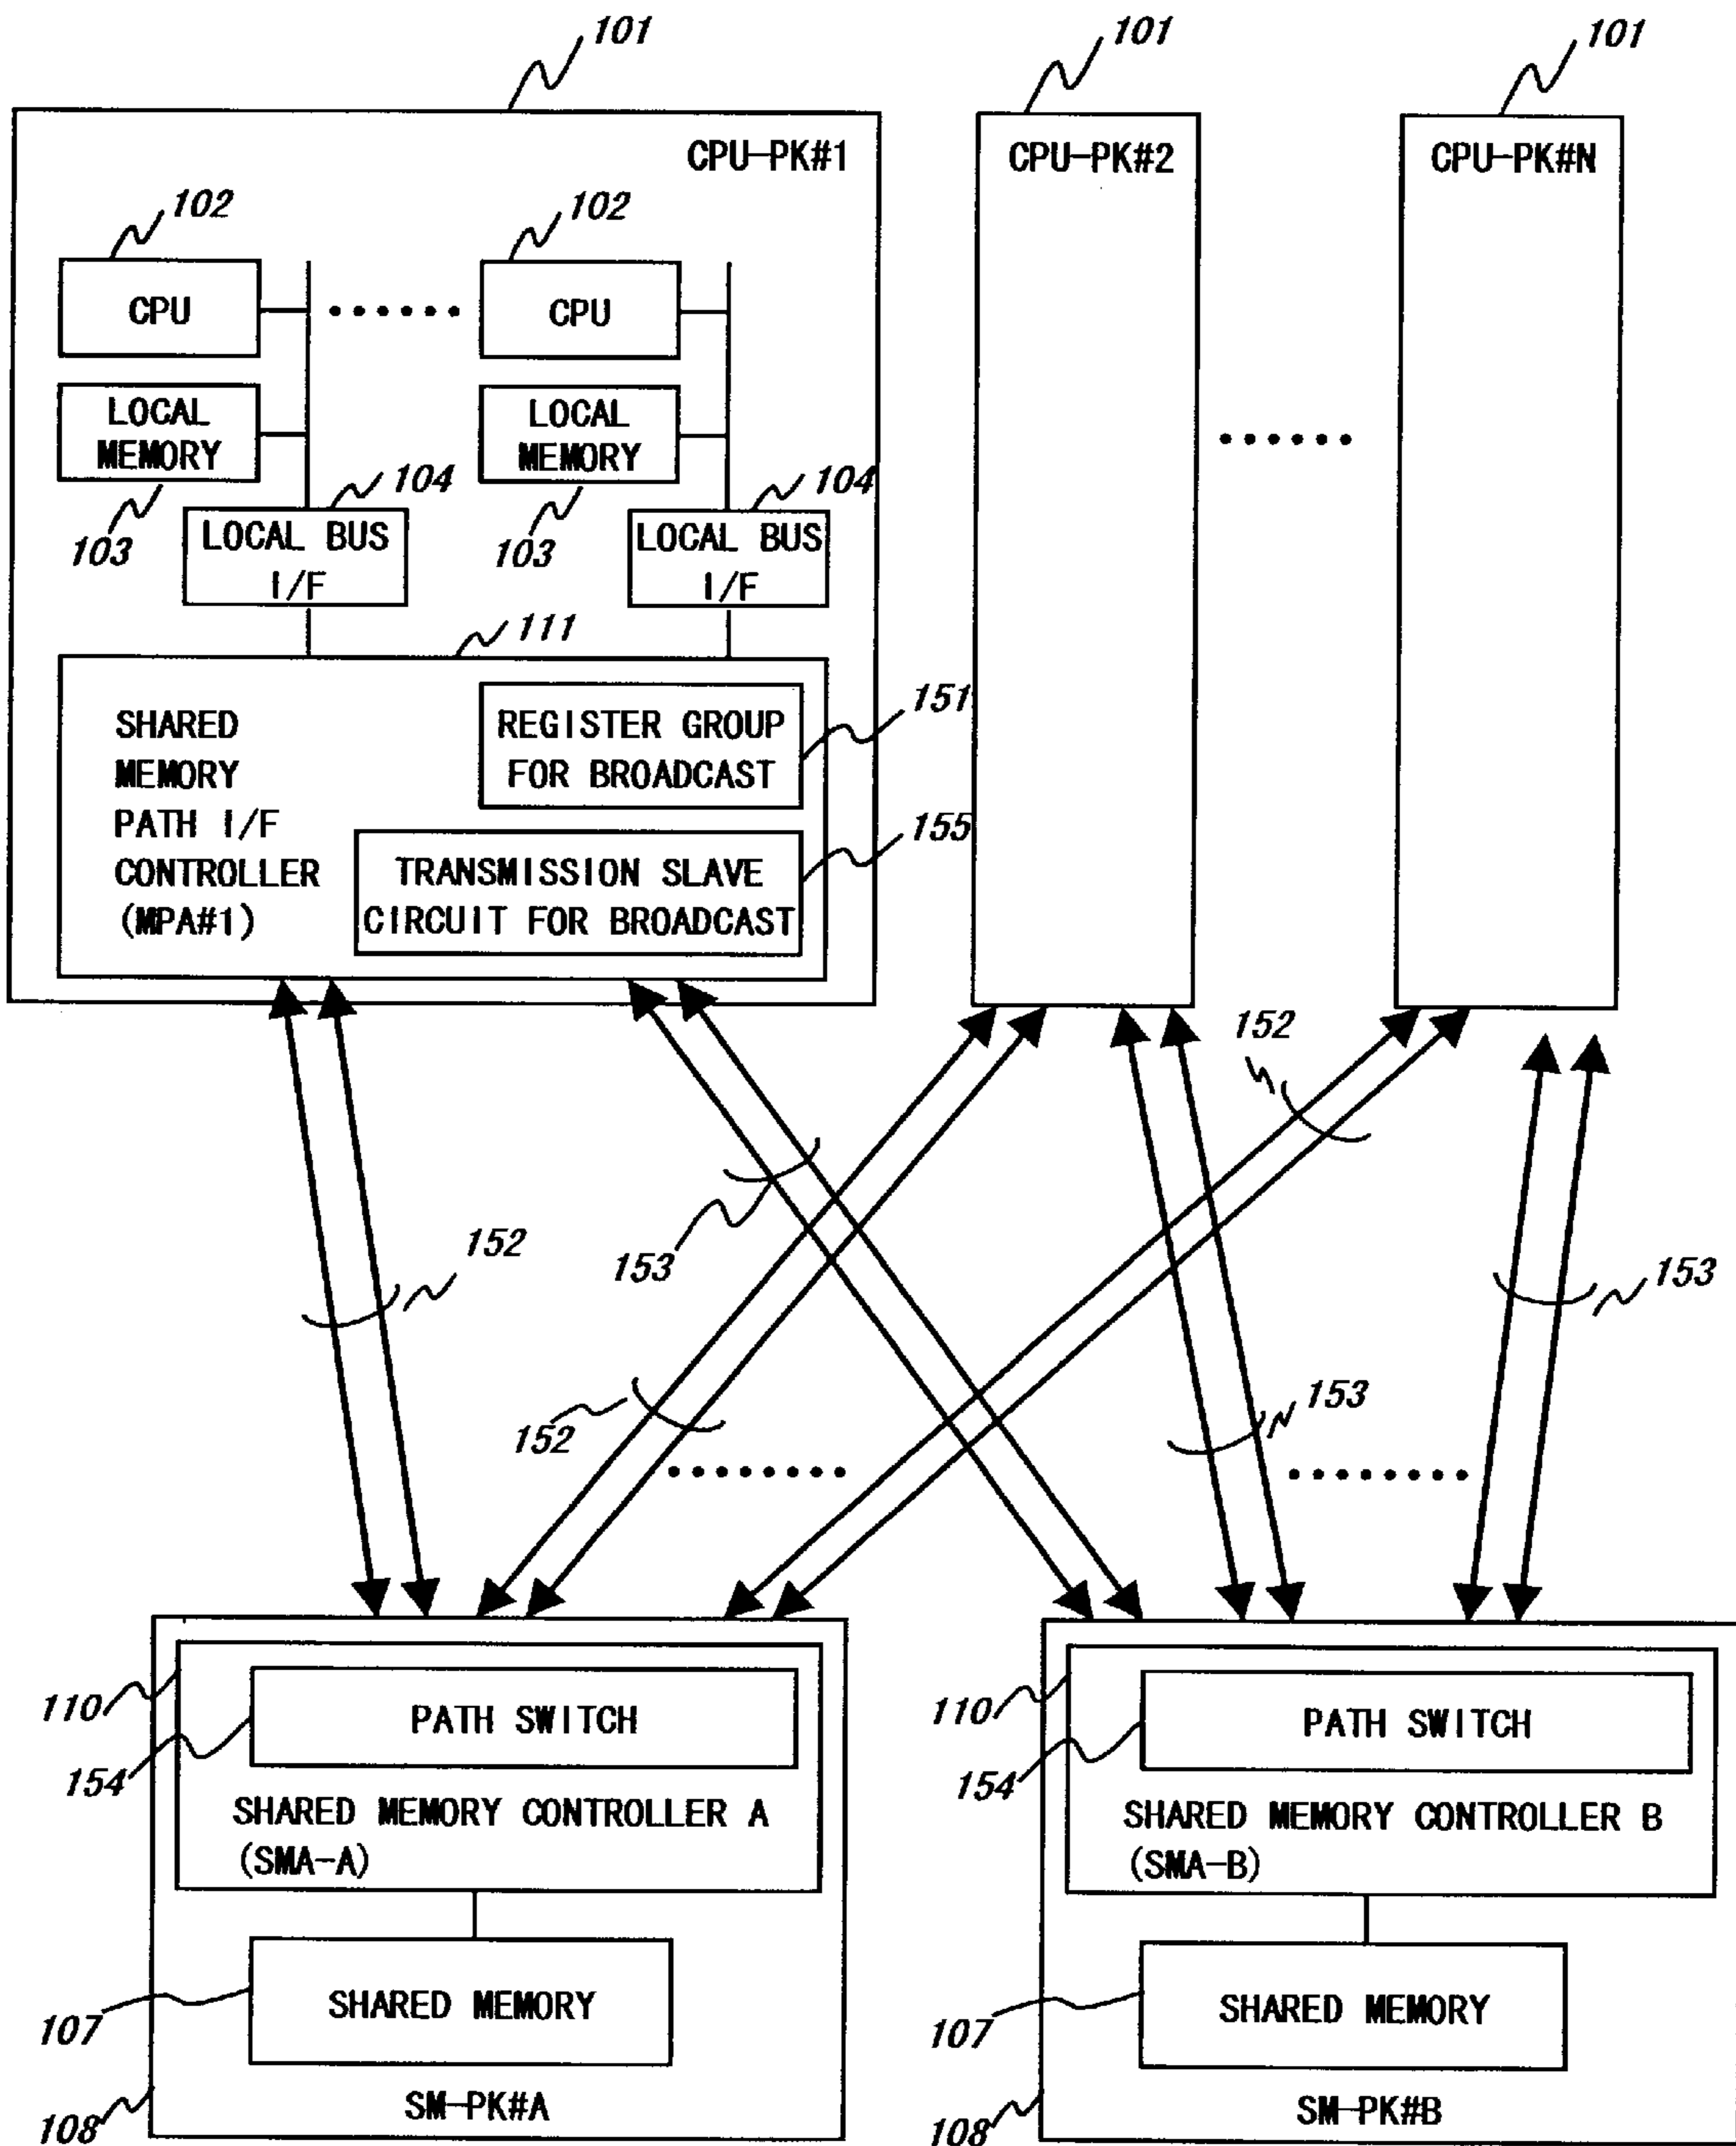 101
101
101
CPU-PK#1
CPU-PK#2
CPU-PK#N
102
102
CPU
CPU
LOCAL
MEMORY
LOCAL
MEMORY
103
104
103
104
LOCAL BUS
I/F
LOCAL BUS
I/F
111
SHARED
MEMORY
PATH I/F
CONTROLLER
(MPA#1)
REGISTER GROUP
FOR BROADCAST
151
TRANSMISSION SLAVE
CIRCUIT FOR BROADCAST
155
152
153
152
153
152
153
110
PATH SWITCH
154
SHARED MEMORY CONTROLLER A
(SMA-A)
SHARED MEMORY
107
SM-PK#A
108
110
PATH SWITCH
154
SHARED MEMORY CONTROLLER B
(SMA-B)
SHARED MEMORY
107
SM-PK#B
108